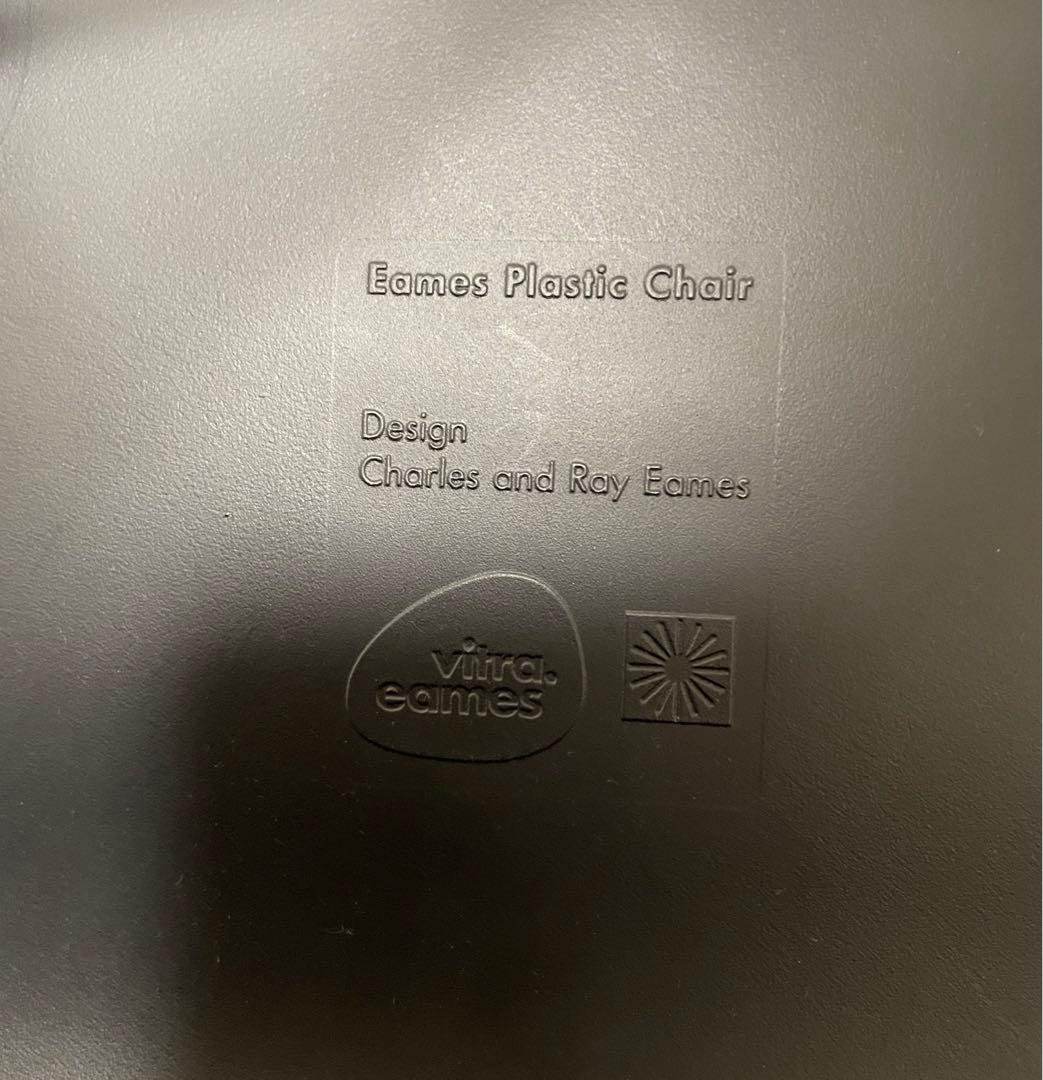 Eames Plastic Chair
Design
Charles and Ray Eames
vitra.
eames